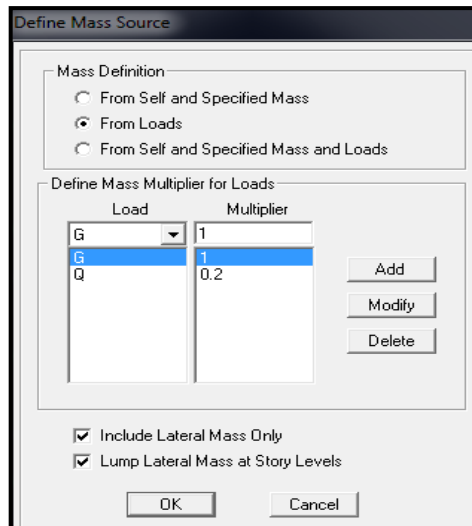 Define Mass Source
Mass Definition
From Self and Specified Mass
From Loads
From Self and Specified Mass and Loads
Define Mass Multiplier for Loads
Load Multiplier
G 1
G 1
Q 0.2
Add
Modify
Delete
Include Lateral Mass Only
Lump Lateral Mass at Story Levels
OK Cancel